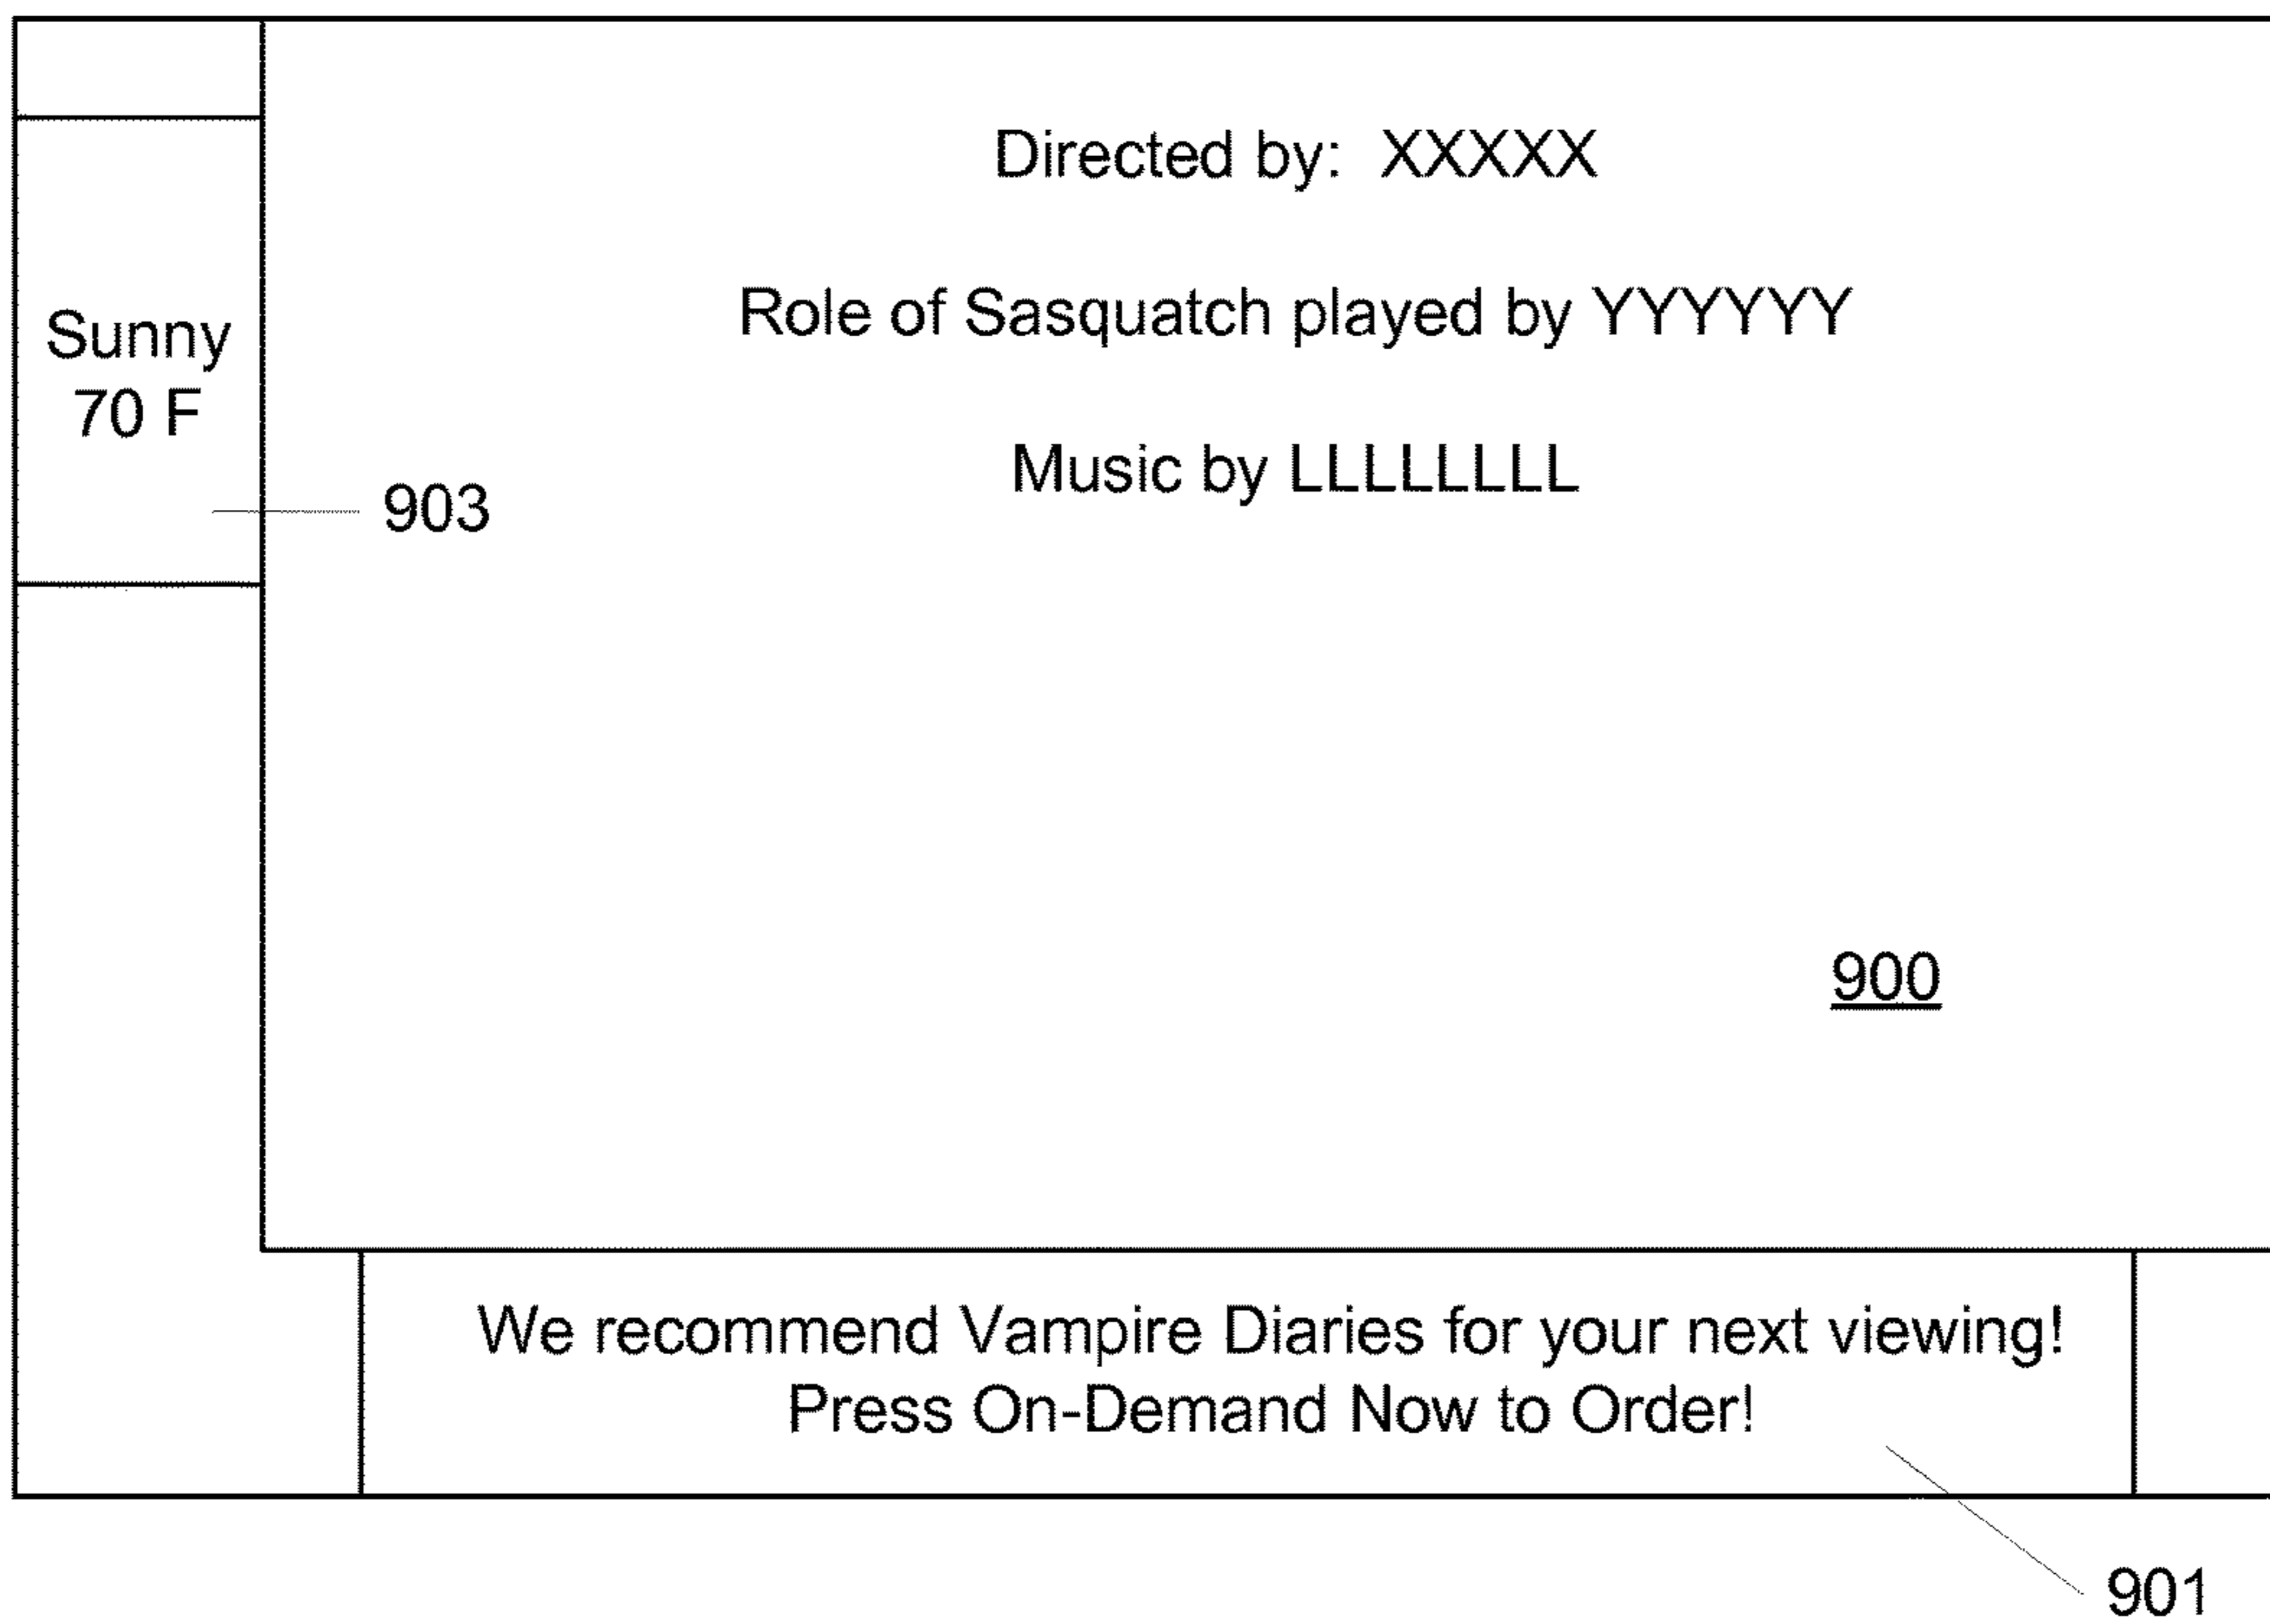 Directed by:  XXXXX
Role of Sasquatch played by YYYYYY
Music by LLLLLLLL
Sunny
70 F
903
900
We recommend Vampire Diaries for your next viewing!
Press On-Demand Now to Order!
901